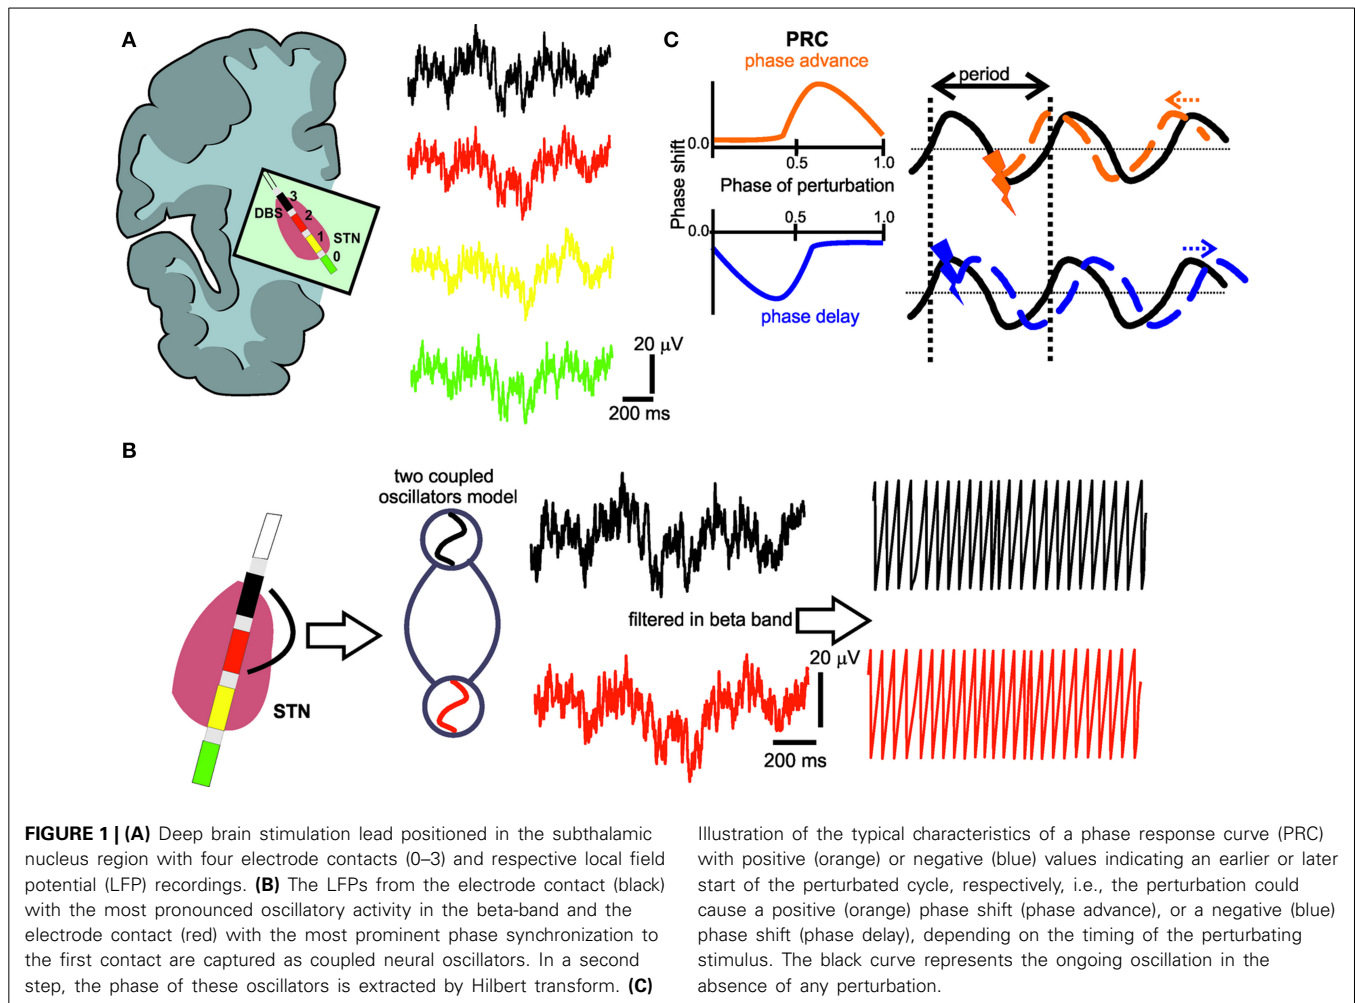 A
3
DBS
2
1
STN
0
20 µV
200 ms
C
PRC
phase advance
0.0
0.5
1.0
Phase of perturbation
Phase shift
0.5
1.0
0.0
phase delay
period
B
STN
two coupled
oscillators model
filtered in beta band
20 µV
200 ms
FIGURE 1 | (A) Deep brain stimulation lead positioned in the subthalamic
nucleus region with four electrode contacts (0–3) and respective local field
potential (LFP) recordings. (B) The LFPs from the electrode contact (black)
with the most pronounced oscillatory activity in the beta-band and the
electrode contact (red) with the most prominent phase synchronization to
the first contact are captured as coupled neural oscillators. In a second
step, the phase of these oscillators is extracted by Hilbert transform. (C)
Illustration of the typical characteristics of a phase response curve (PRC)
with positive (orange) or negative (blue) values indicating an earlier or later
start of the perturbated cycle, respectively, i.e., the perturbation could
cause a positive (orange) phase shift (phase advance), or a negative (blue)
phase shift (phase delay), depending on the timing of the perturbating
stimulus. The black curve represents the ongoing oscillation in the
absence of any perturbation.